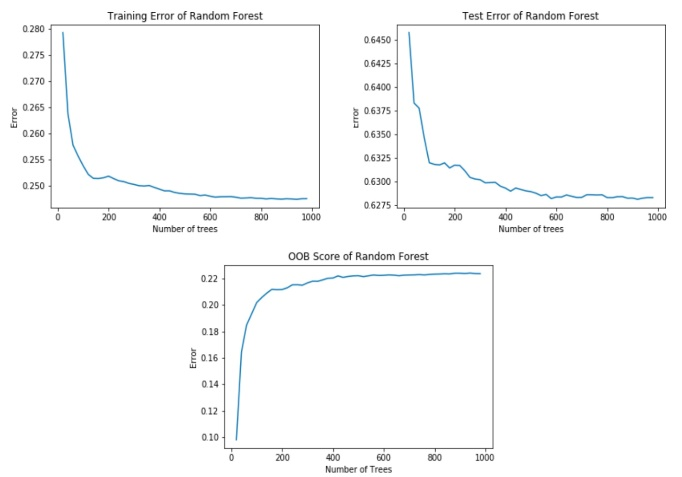 Training Error of Random Forest
0.280
0.275
0.270
0.265
0.260
0.255
0.250
Error
0 200 400 600 800 1000
Number of trees
Test Error of Random Forest
0.6450
0.6425
0.6400
0.6375
0.6350
0.6325
0.6300
0.6275
Error
0 200 400 600 800 1000
Number of trees
OOB Score of Random Forest
0.22
0.20
0.18
0.16
0.14
0.12
0.10
Error
0 200 400 600 800 1000
Number of Trees